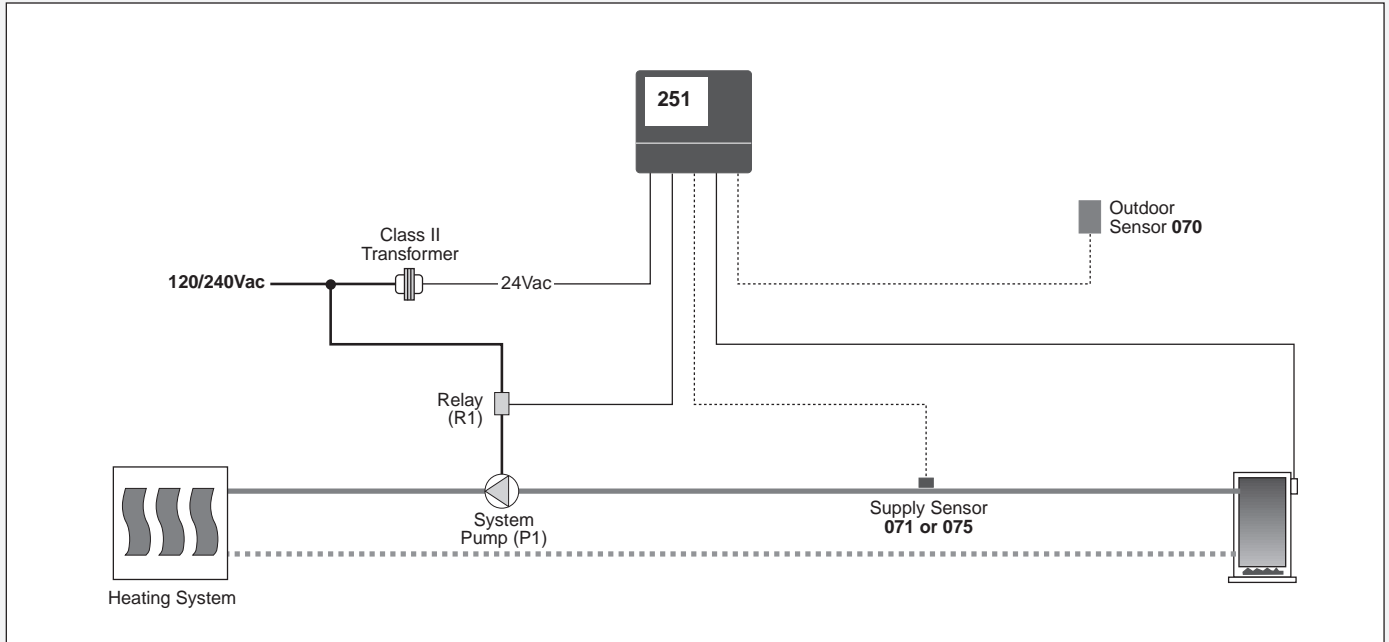 251
Outdoor
Sensor 070
Class II
Transformer
120/240Vac
24Vac
Relay
(R1)
System
Pump (P1)
Supply Sensor
071 or 075
Heating System